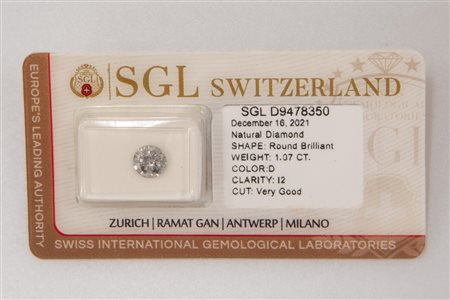 EUROPE'S LEADING AUTHORITY
SGL SWITZERLAND
SGL D9478350
December 16, 2021
Natural Diamond
SHAPE: Round Brilliant
WEIGHT: 1.07 CT.
COLOR:D
CLARITY: I2
CUT: Very Good
ZURICH | RAMAT GAN | ANTWERP | MILANO
SWISS INTERNATIONAL GEMOLOGICAL LABORATORIES